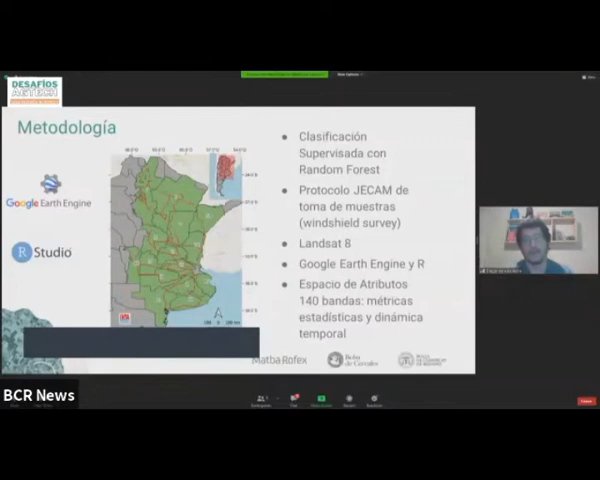 DESAFÍOS
AGTECH
Metodología
Google Earth Engine
R Studio
Clasificación
Supervisada con
Random Forest
Protocolo JECAM de
toma de muestras
(windshield survey)
Landsat 8
Google Earth Engine y R
Espacio de Atributos
140 bandas: métricas
estadísticas y dinámica
temporal
Matba Rofex
Bolsa
de Cereales
BCR News